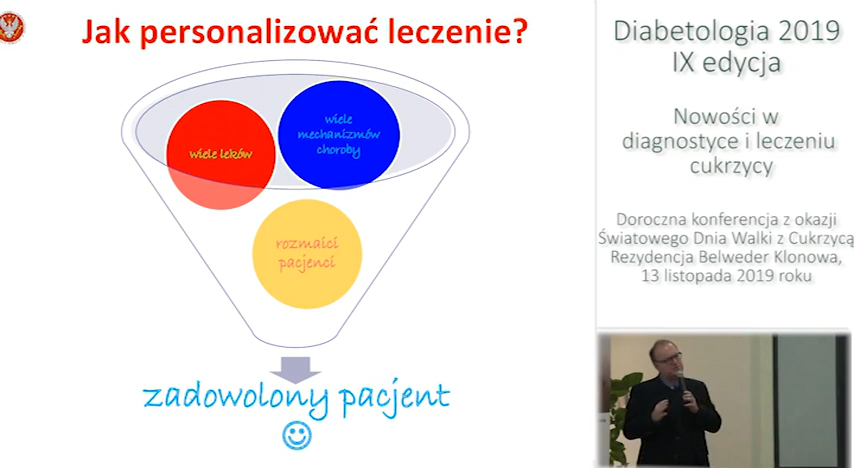 Jak personalizować leczenie?
wiele leków
wiele
mechanizmów
choroby
rozmaici
pacjenci
zadowolony pacjent
Diabetologia 2019
IX edycja
Nowości w
diagnostyce i leczeniu
cukrzycy
Doroczna konferencja z okazji
Światowego Dnia Walki z Cukrzycą
Rezydencja Belweder Klonowa,
13 listopada 2019 roku